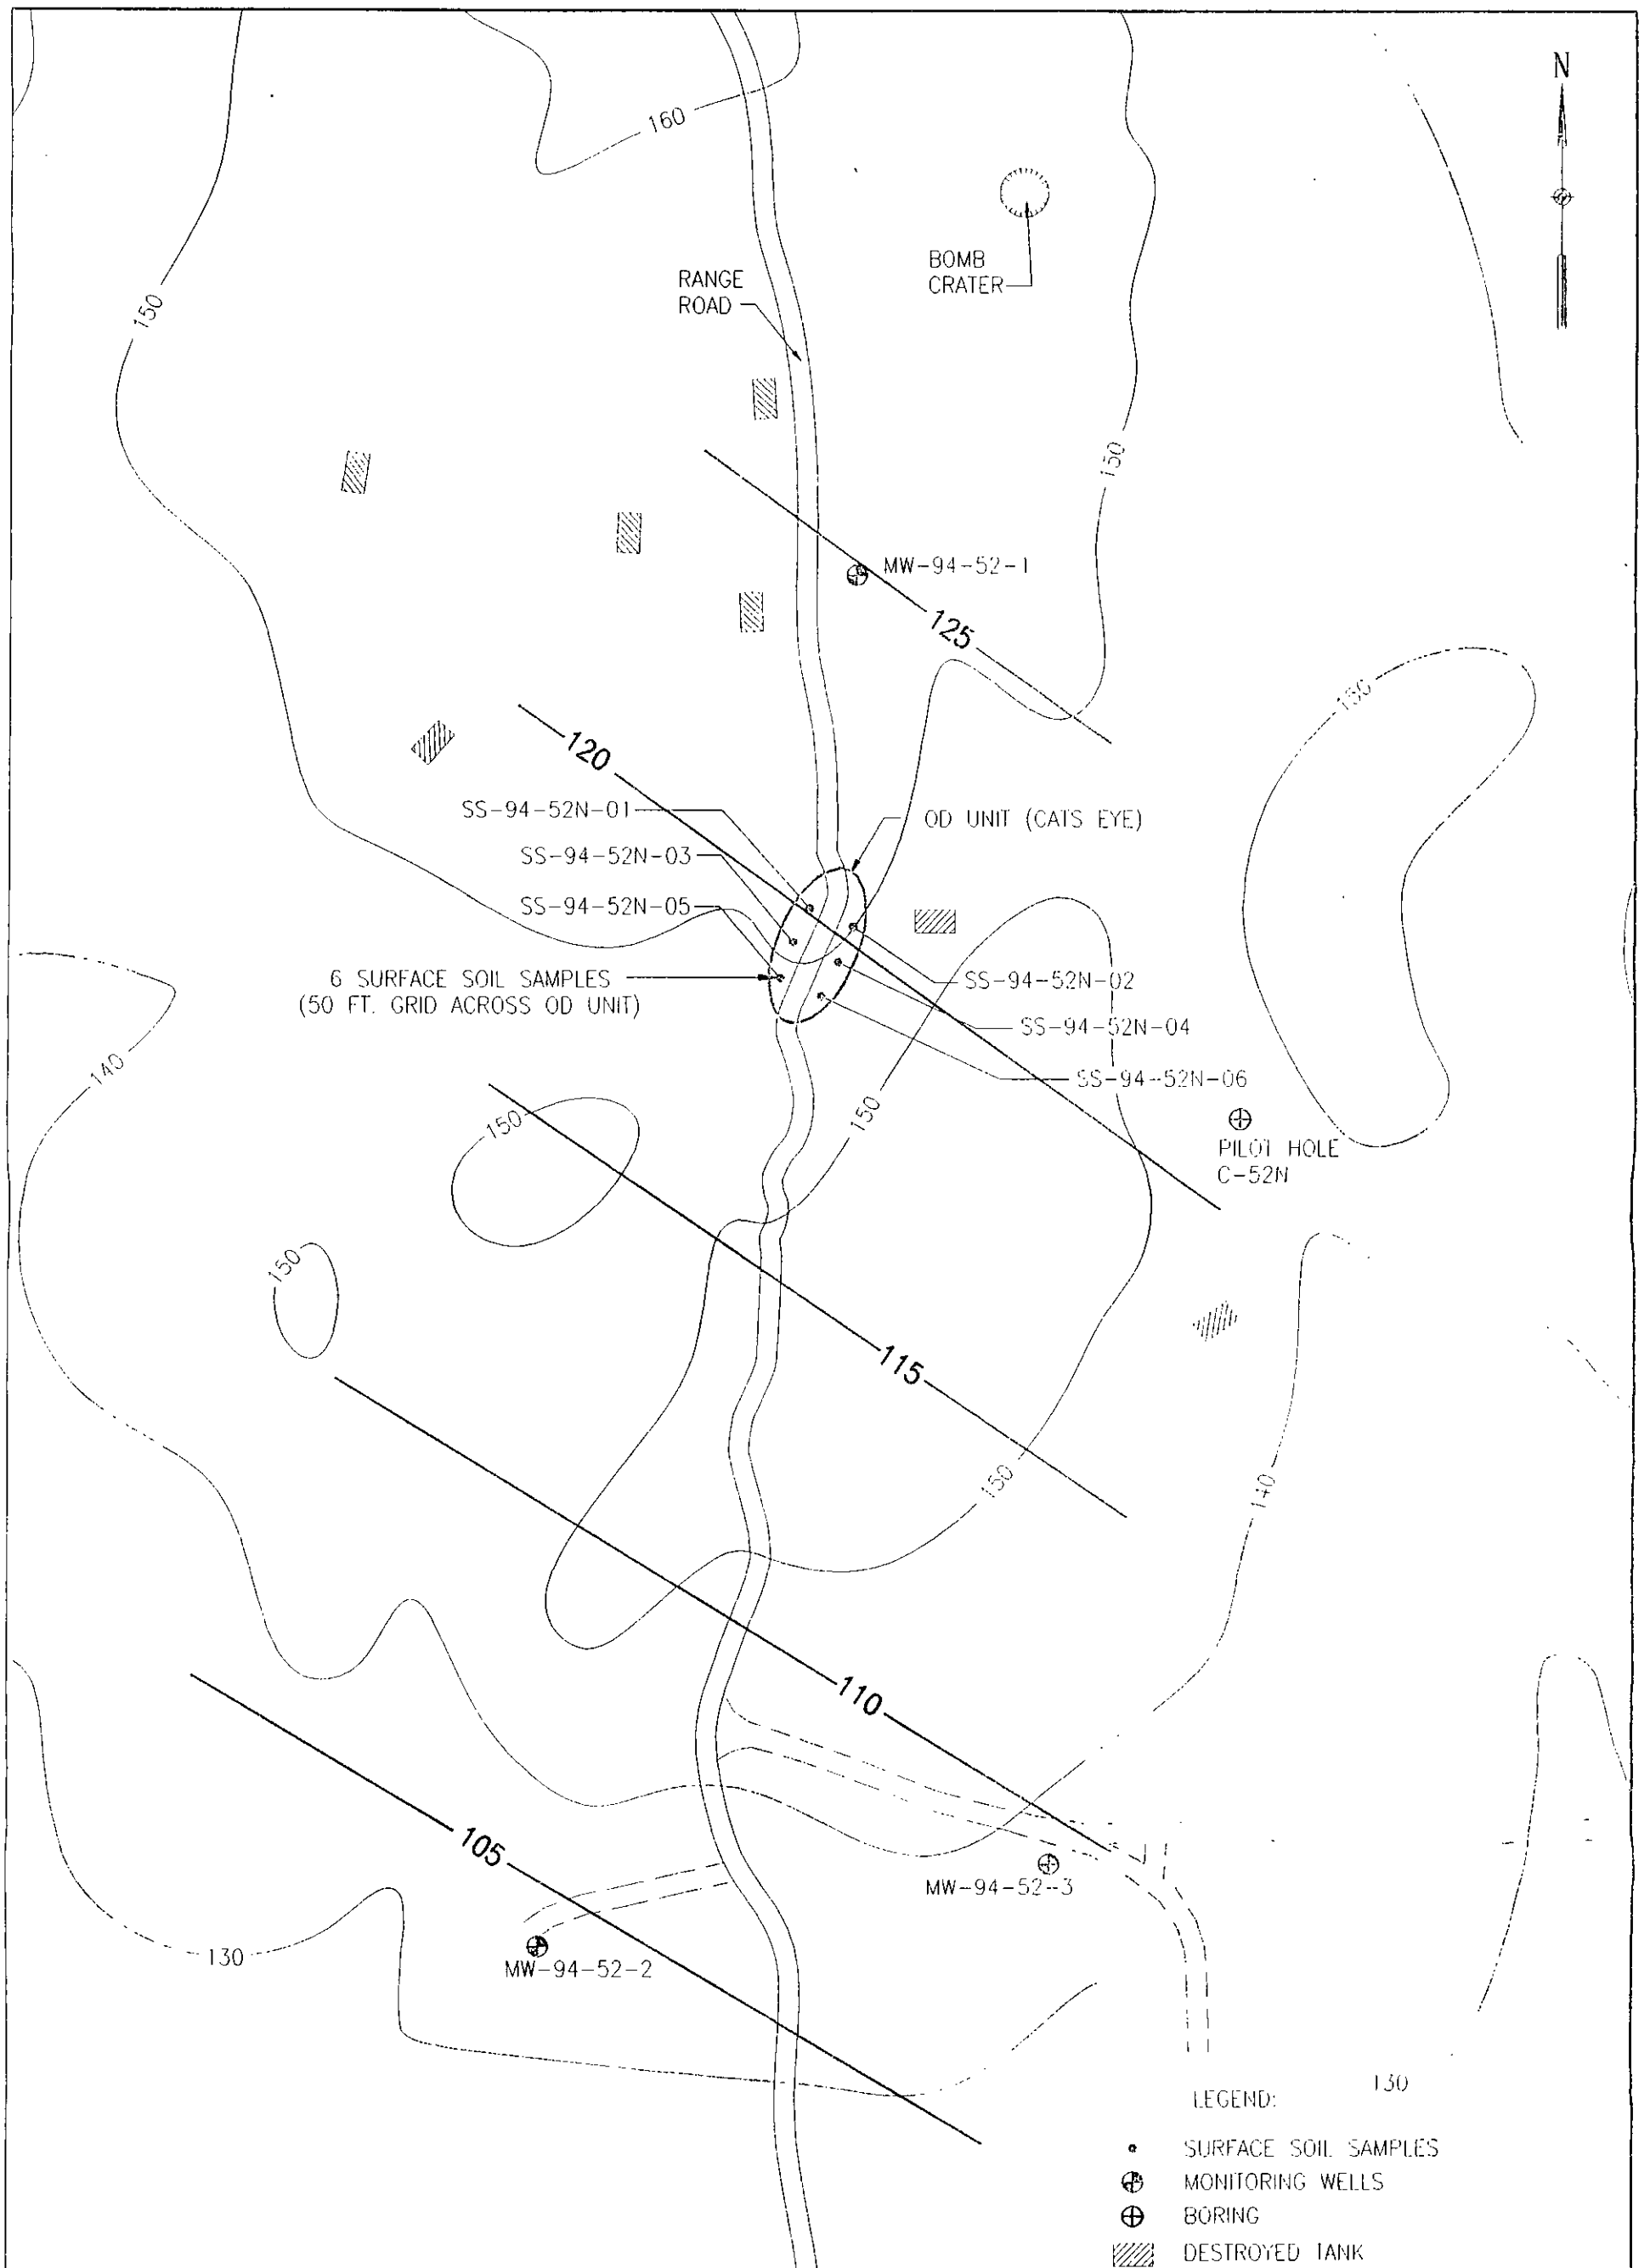 N
160
BOMB
CRATER
RANGE
ROAD
150
150
MW-94-52-1
125
120
SS-94-52N-01
OD UNIT (CATS EYE)
SS-94-52N-03
SS-94-52N-05
6 SURFACE SOIL SAMPLES
(50 FT. GRID ACROSS OD UNIT)
SS-94-52N-02
SS-94-52N-04
SS-94-52N-06
140
150
150
PILOT HOLE
C-52N
150
115
150
140
110
105
MW-94-52-3
130
MW-94-52-2
130
LEGEND:
SURFACE SOIL SAMPLES
MONITORING WELLS
BORING
DESTROYED TANK